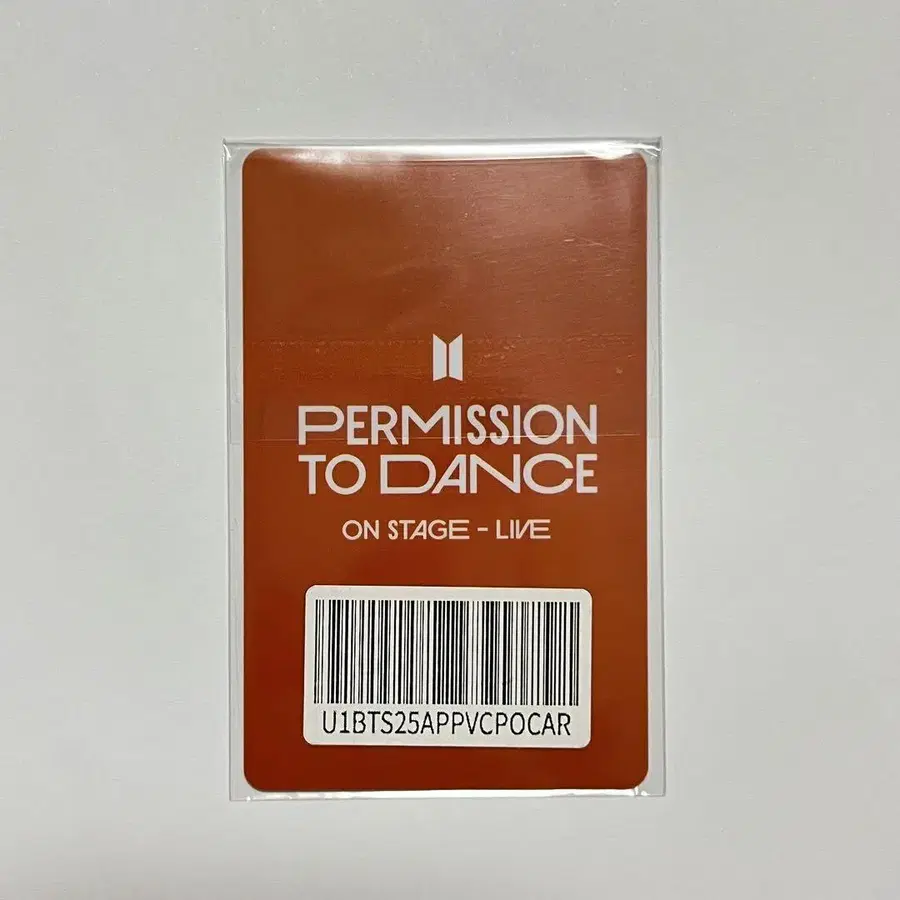 PERMISSION
TO DANCE
ON STAGE - LIVE
U1BTS25APPVCPOCAR